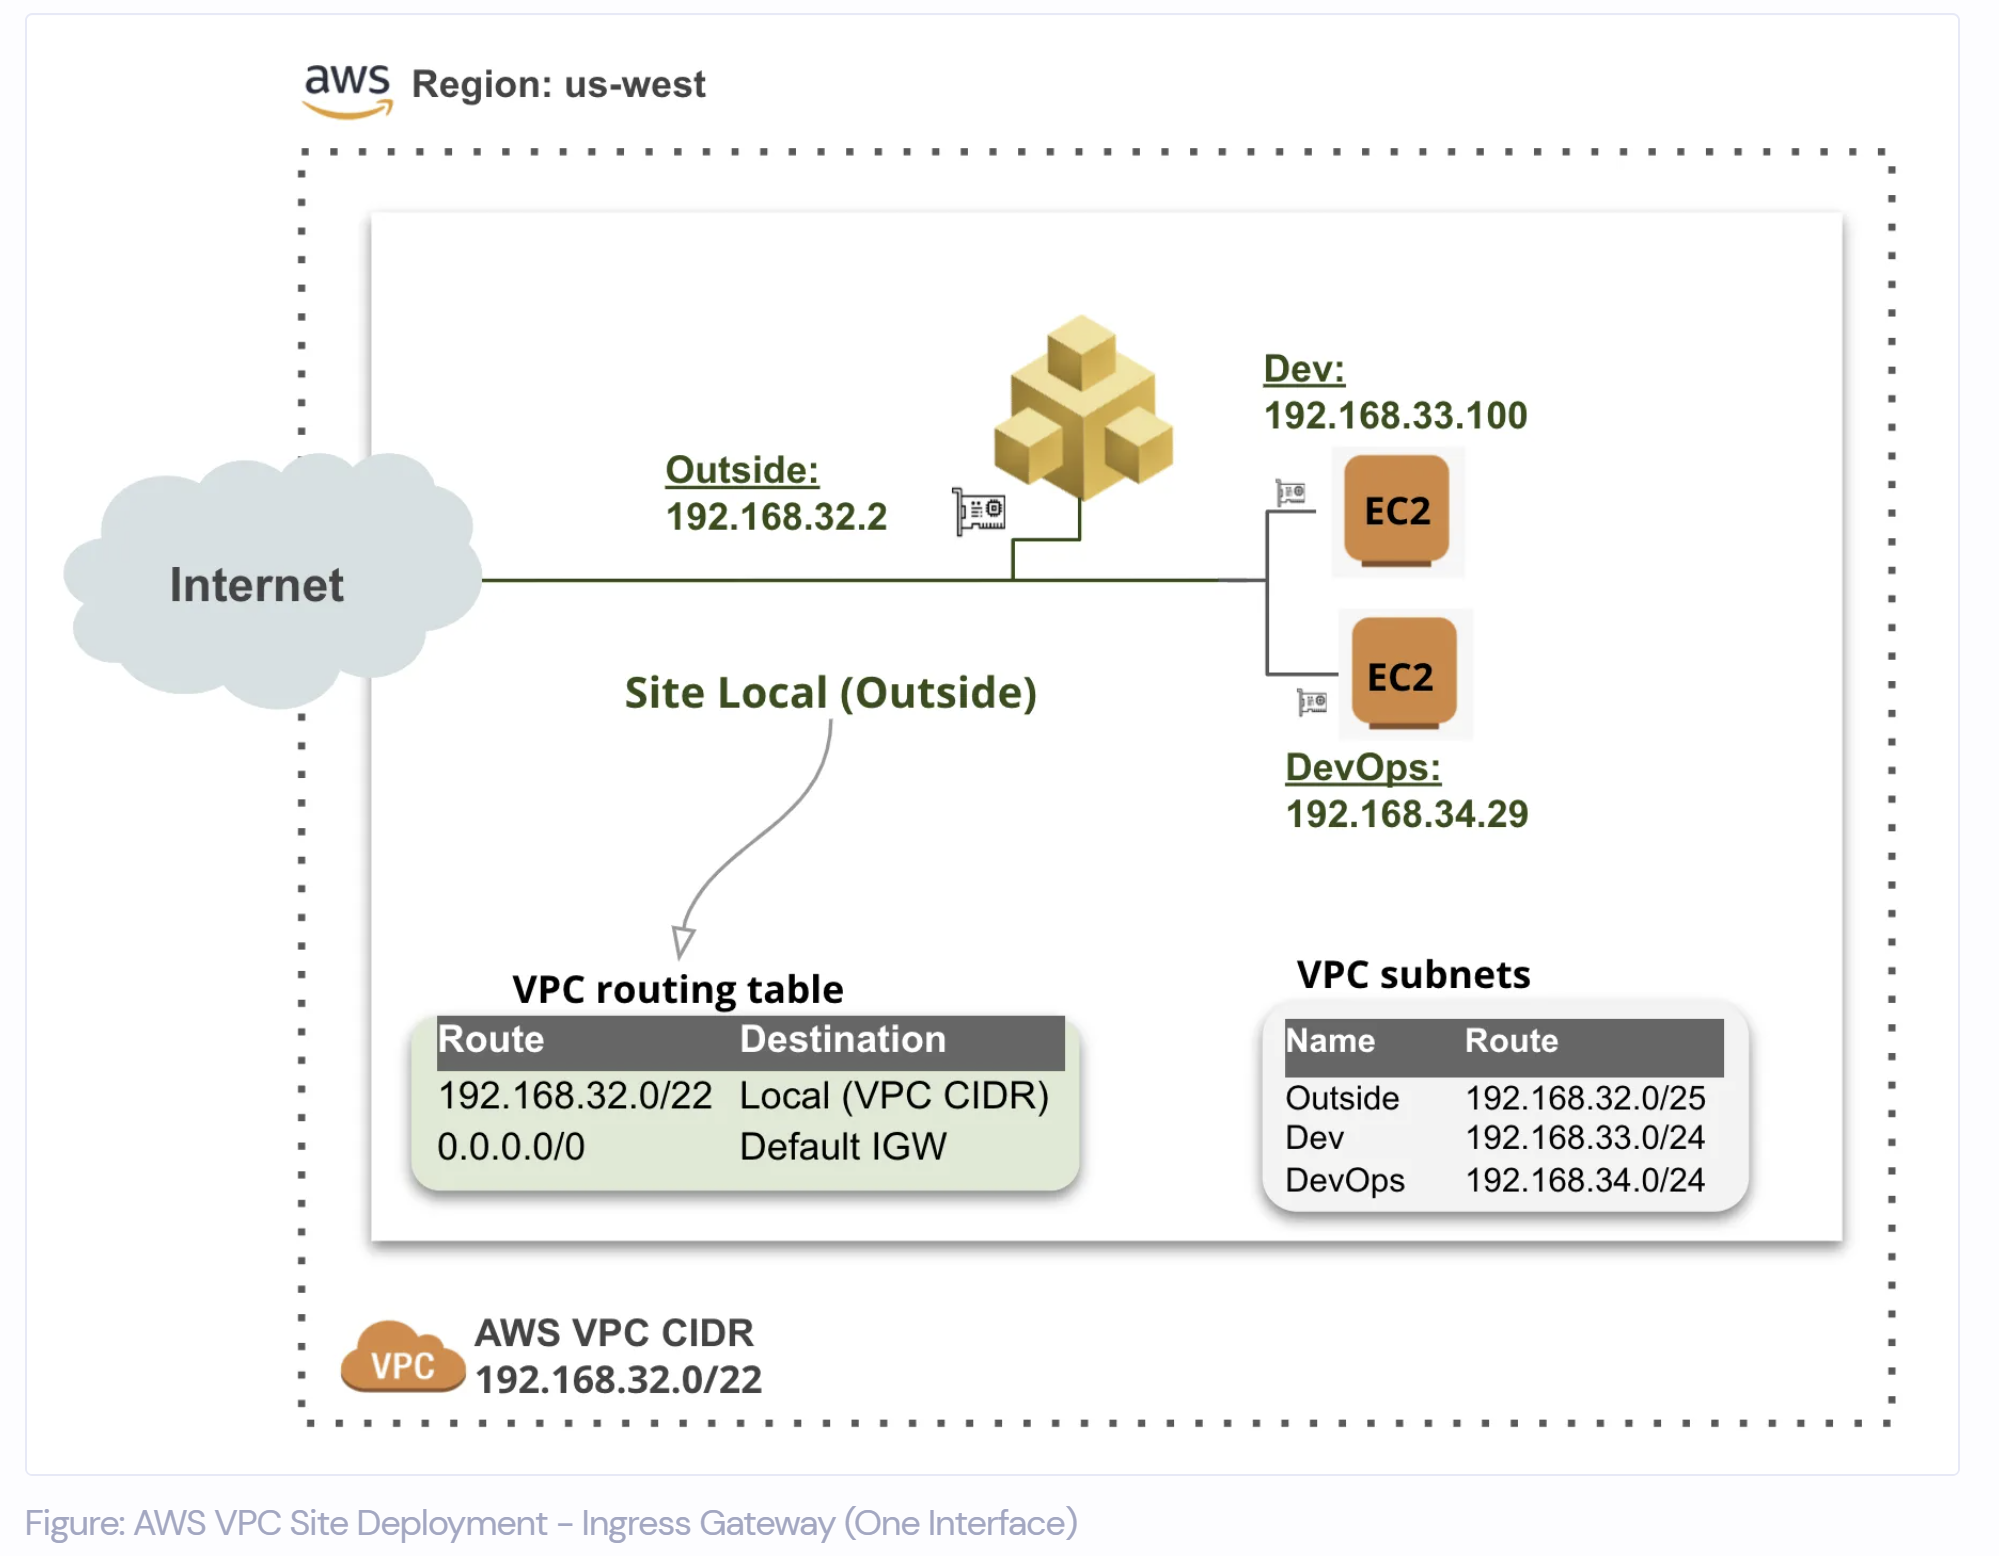 aws Region: us-west
Outside:
192.168.32.2
Dev:
192.168.33.100
EC2
Internet
EC2
Site Local (Outside)
DevOps:
192.168.34.29
VPC routing table
Route Destination
192.168.32.0/22 Local (VPC CIDR)
0.0.0.0/0 Default IGW
VPC subnets
Name Route
Outside 192.168.32.0/25
Dev 192.168.33.0/24
DevOps 192.168.34.0/24
VPC
AWS VPC CIDR
192.168.32.0/22
Figure: AWS VPC Site Deployment - Ingress Gateway (One Interface)